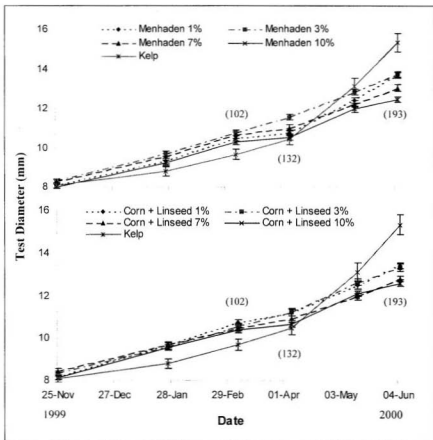 16
14
12
10
8
Menhaden 1%
Menhaden 3%
Menhaden 7%
Menhaden 10%
Kelp
(102)
(132)
(193)
Test Diameter (mm)
16
14
12
10
8
Corn + Linseed 1%
Corn + Linseed 3%
Corn + Linseed 7%
Corn + Linseed 10%
Kelp
(102)
(132)
(193)
25-Nov
27-Dec
28-Jan
29-Feb
01-Apr
03-May
04-Jun
1999
Date
2000